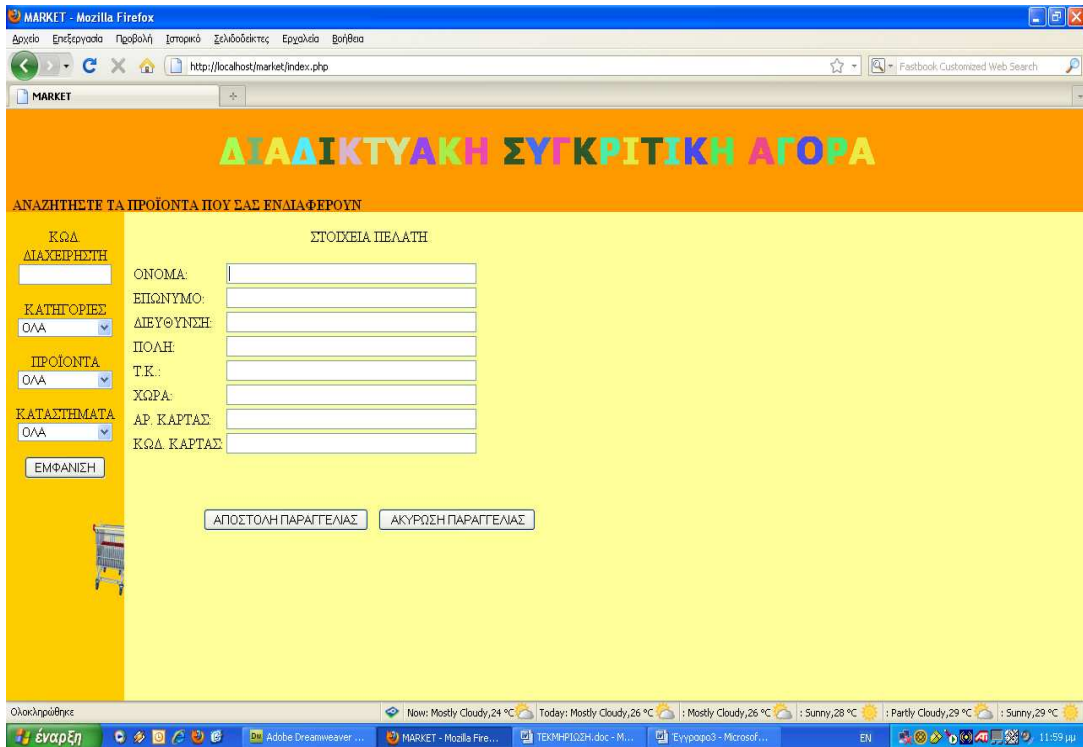 MARKET - Mozilla Firefox
Αρχείο Επεξεργασία Προβολή Ιστορικό Σελιδοδείκτες Εργαλεία Βοήθεια
http://localhost/market/index.php
Fastbook Customized Web Search
MARKET
ΔΙΑΔΙΚΤΥΑΚΗ ΣΥΓΚΡΙΤΙΚΗ ΑΓΟΡΑ
ΑΝΑΖΗΤΗΣΤΕ ΤΑ ΠΡΟΪΟΝΤΑ ΠΟΥ ΣΑΣ ΕΝΔΙΑΦΕΡΟΥΝ
ΚΩΔ.
ΔΙΑΧΕΙΡΗΣΤΗ
ΚΑΤΗΓΟΡΙΕΣ
ΟΛΑ
ΠΡΟΪΟΝΤΑ
ΟΛΑ
ΚΑΤΑΣΤΗΜΑΤΑ
ΟΛΑ
ΕΜΦΑΝΙΣΗ
ΣΤΟΙΧΕΙΑ ΠΕΛΑΤΗ
ΟΝΟΜΑ:
ΕΠΩΝΥΜΟ:
ΔΙΕΥΘΥΝΣΗ:
ΠΟΛΗ:
Τ.Κ.:
ΧΩΡΑ:
ΑΡ. ΚΑΡΤΑΣ:
ΚΩΔ. ΚΑΡΤΑΣ:
ΑΠΟΣΤΟΛΗ ΠΑΡΑΓΓΕΛΙΑΣ ΑΚΥΡΩΣΗ ΠΑΡΑΓΓΕΛΙΑΣ
Ολοκληρώθηκε Now: Mostly Cloudy, 24 °C Today: Mostly Cloudy, 26 °C : Mostly Cloudy, 26 °C : Sunny, 28 °C : Partly Cloudy, 29 °C : Sunny, 29 °C
έναρξη Adobe Dreamweaver ... MARKET - Mozilla Fire... ΤΕΚΜΗΡΙΩΣΗ.doc - M... Έγγραφο3 - Microsof... EN 11:59 μμ